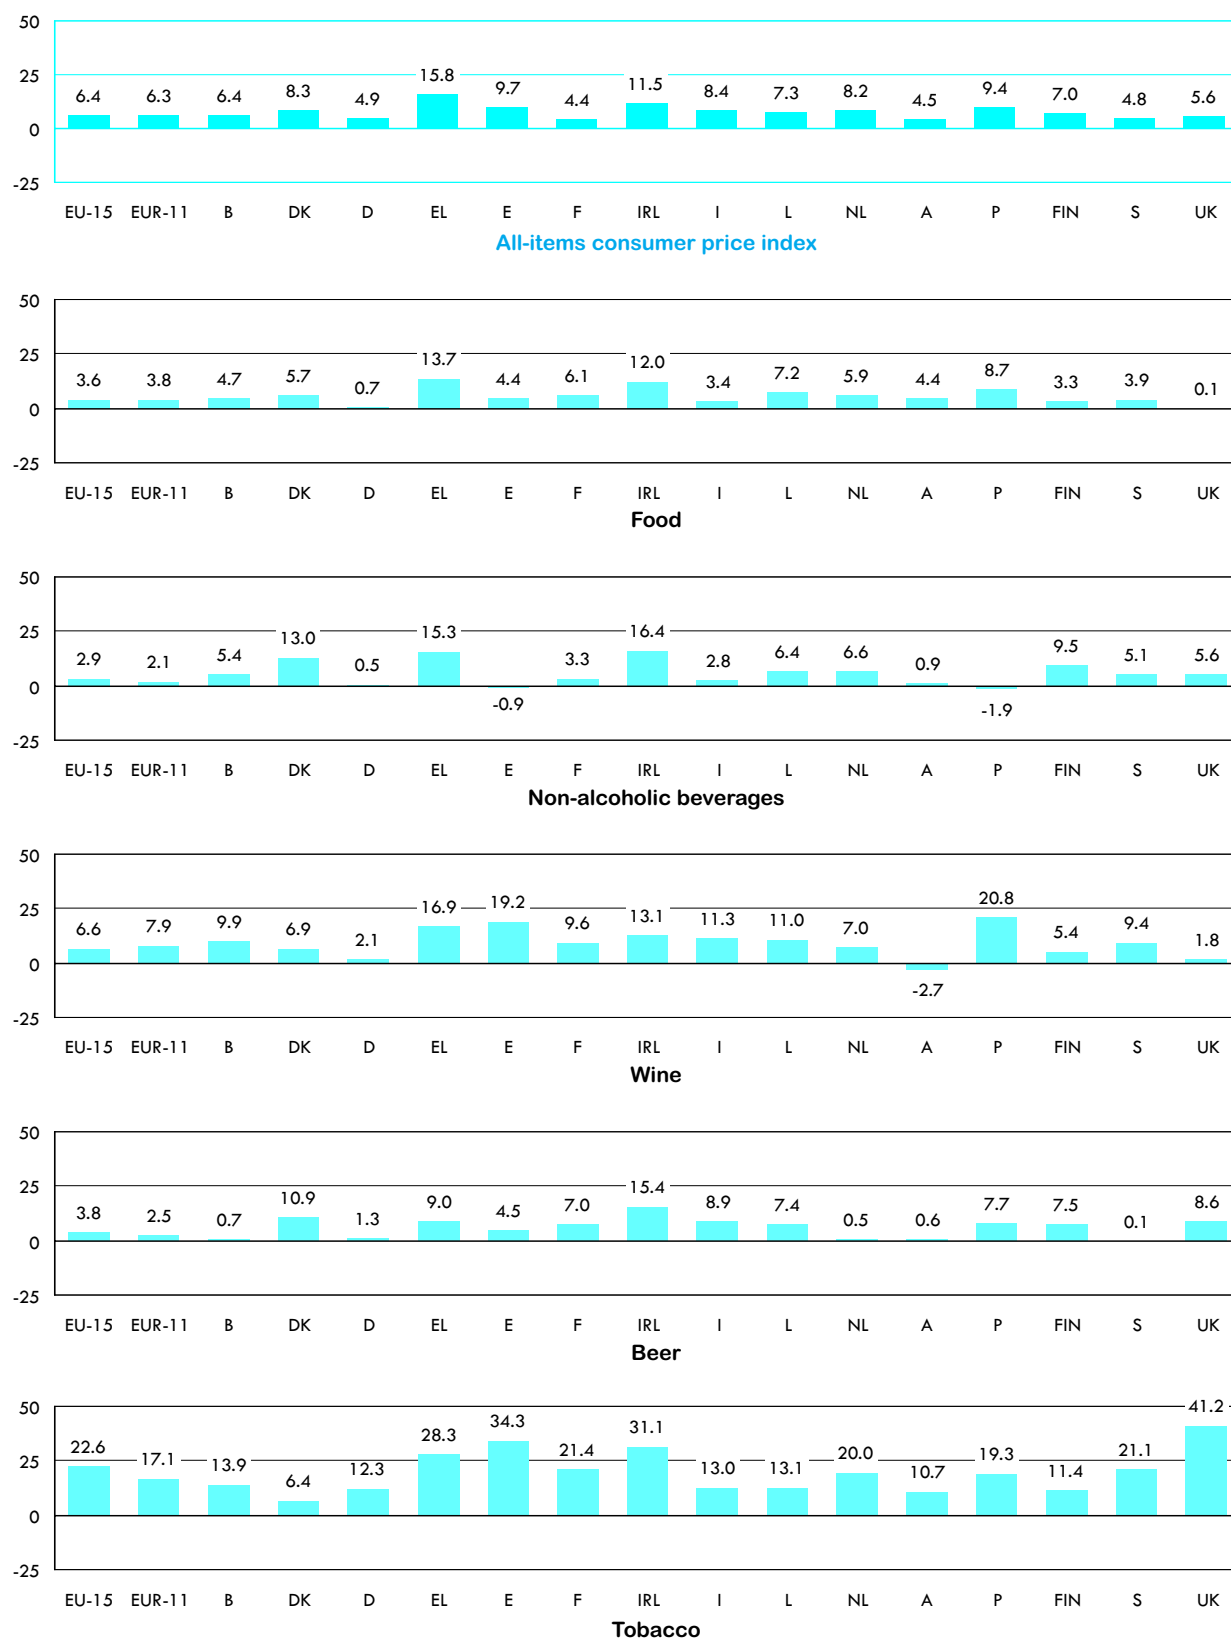 50
25
0
-25
6.4 6.3 6.4 8.3 4.9 15.8 9.7 4.4 11.5 8.4 7.3 8.2 4.5 9.4 7.0 4.8 5.6
EU-15 EUR-11 B DK D EL E F IRL I L NL A P FIN S UK
All-items consumer price index
50
25
0
-25
3.6 3.8 4.7 5.7 0.7 13.7 4.4 6.1 12.0 3.4 7.2 5.9 4.4 8.7 3.3 3.9 0.1
EU-15 EUR-11 B DK D EL E F IRL I L NL A P FIN S UK
Food
50
25
0
-25
2.9 2.1 5.4 13.0 0.5 15.3 -0.9 3.3 16.4 2.8 6.4 6.6 0.9 -1.9 9.5 5.1 5.6
EU-15 EUR-11 B DK D EL E F IRL I L NL A P FIN S UK
Non-alcoholic beverages
50
25
0
-25
6.6 7.9 9.9 6.9 2.1 16.9 19.2 9.6 13.1 11.3 11.0 7.0 -2.7 20.8 5.4 9.4 1.8
EU-15 EUR-11 B DK D EL E F IRL I L NL A P FIN S UK
Wine
50
25
0
-25
3.8 2.5 0.7 10.9 1.3 9.0 4.5 7.0 15.4 8.9 7.4 0.5 0.6 7.7 7.5 0.1 8.6
EU-15 EUR-11 B DK D EL E F IRL I L NL A P FIN S UK
Beer
50
25
0
-25
22.6 17.1 13.9 6.4 12.3 28.3 34.3 21.4 31.1 13.0 13.1 20.0 10.7 19.3 11.4 21.1 41.2
EU-15 EUR-11 B DK D EL E F IRL I L NL A P FIN S UK
Tobacco